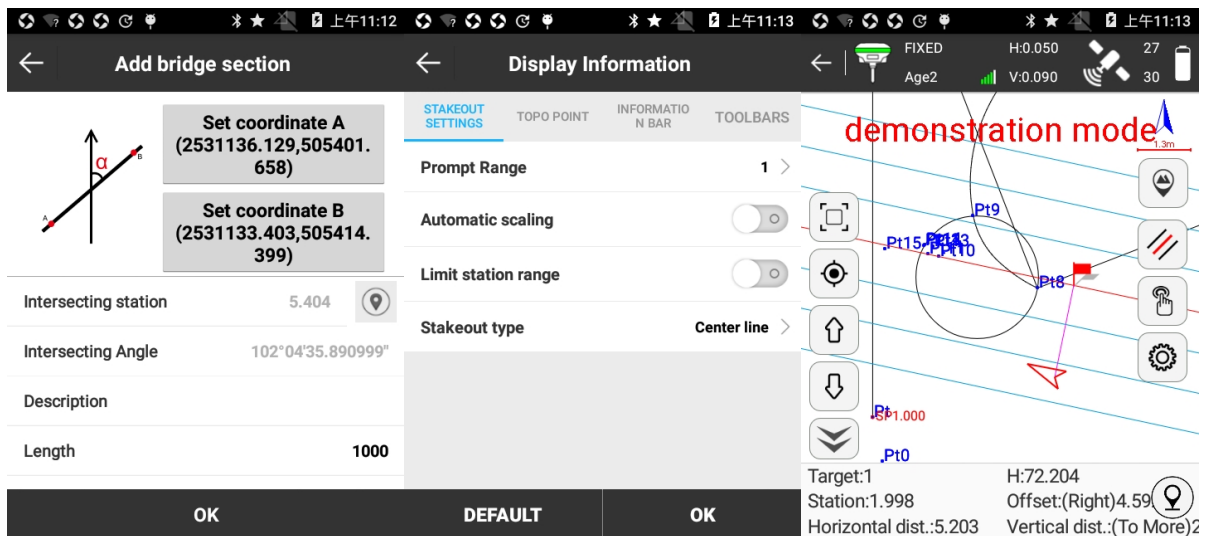 上午11:12
Add bridge section
α
B
A
Set coordinate A
(2531136.129,505401.
658)
Set coordinate B
(2531133.403,505414.
399)
Intersecting station 5.404
Intersecting Angle 102°04'35.890999"
Description
Length 1000
OK
上午11:13
Display Information
STAKEOUT
SETTINGS
TOPO POINT
INFORMATIO
N BAR
TOOLBARS
Prompt Range 1
Automatic scaling
Limit station range
Stakeout type Center line
DEFAULT OK
上午11:13
FIXED H:0.050 27
Age2 V:0.090 30
demonstration mode
1.3m
Pt9
Pt15
Pt10
Pt8
Pt
SP1.000
Pt0
Target:1 H:72.204
Station:1.998 Offset:(Right)4.59
Horizontal dist.:5.203 Vertical dist.:(To More)2